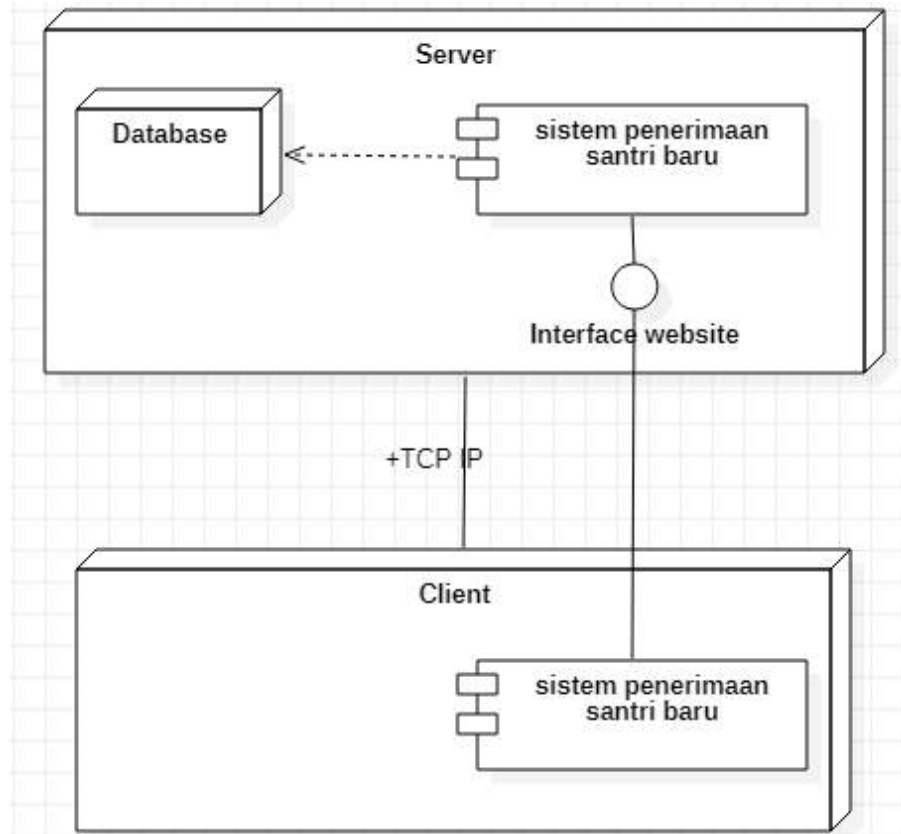 Server
Database
sistem penerimaan
santri baru
Interface website
+TCP IP
Client
sistem penerimaan
santri baru